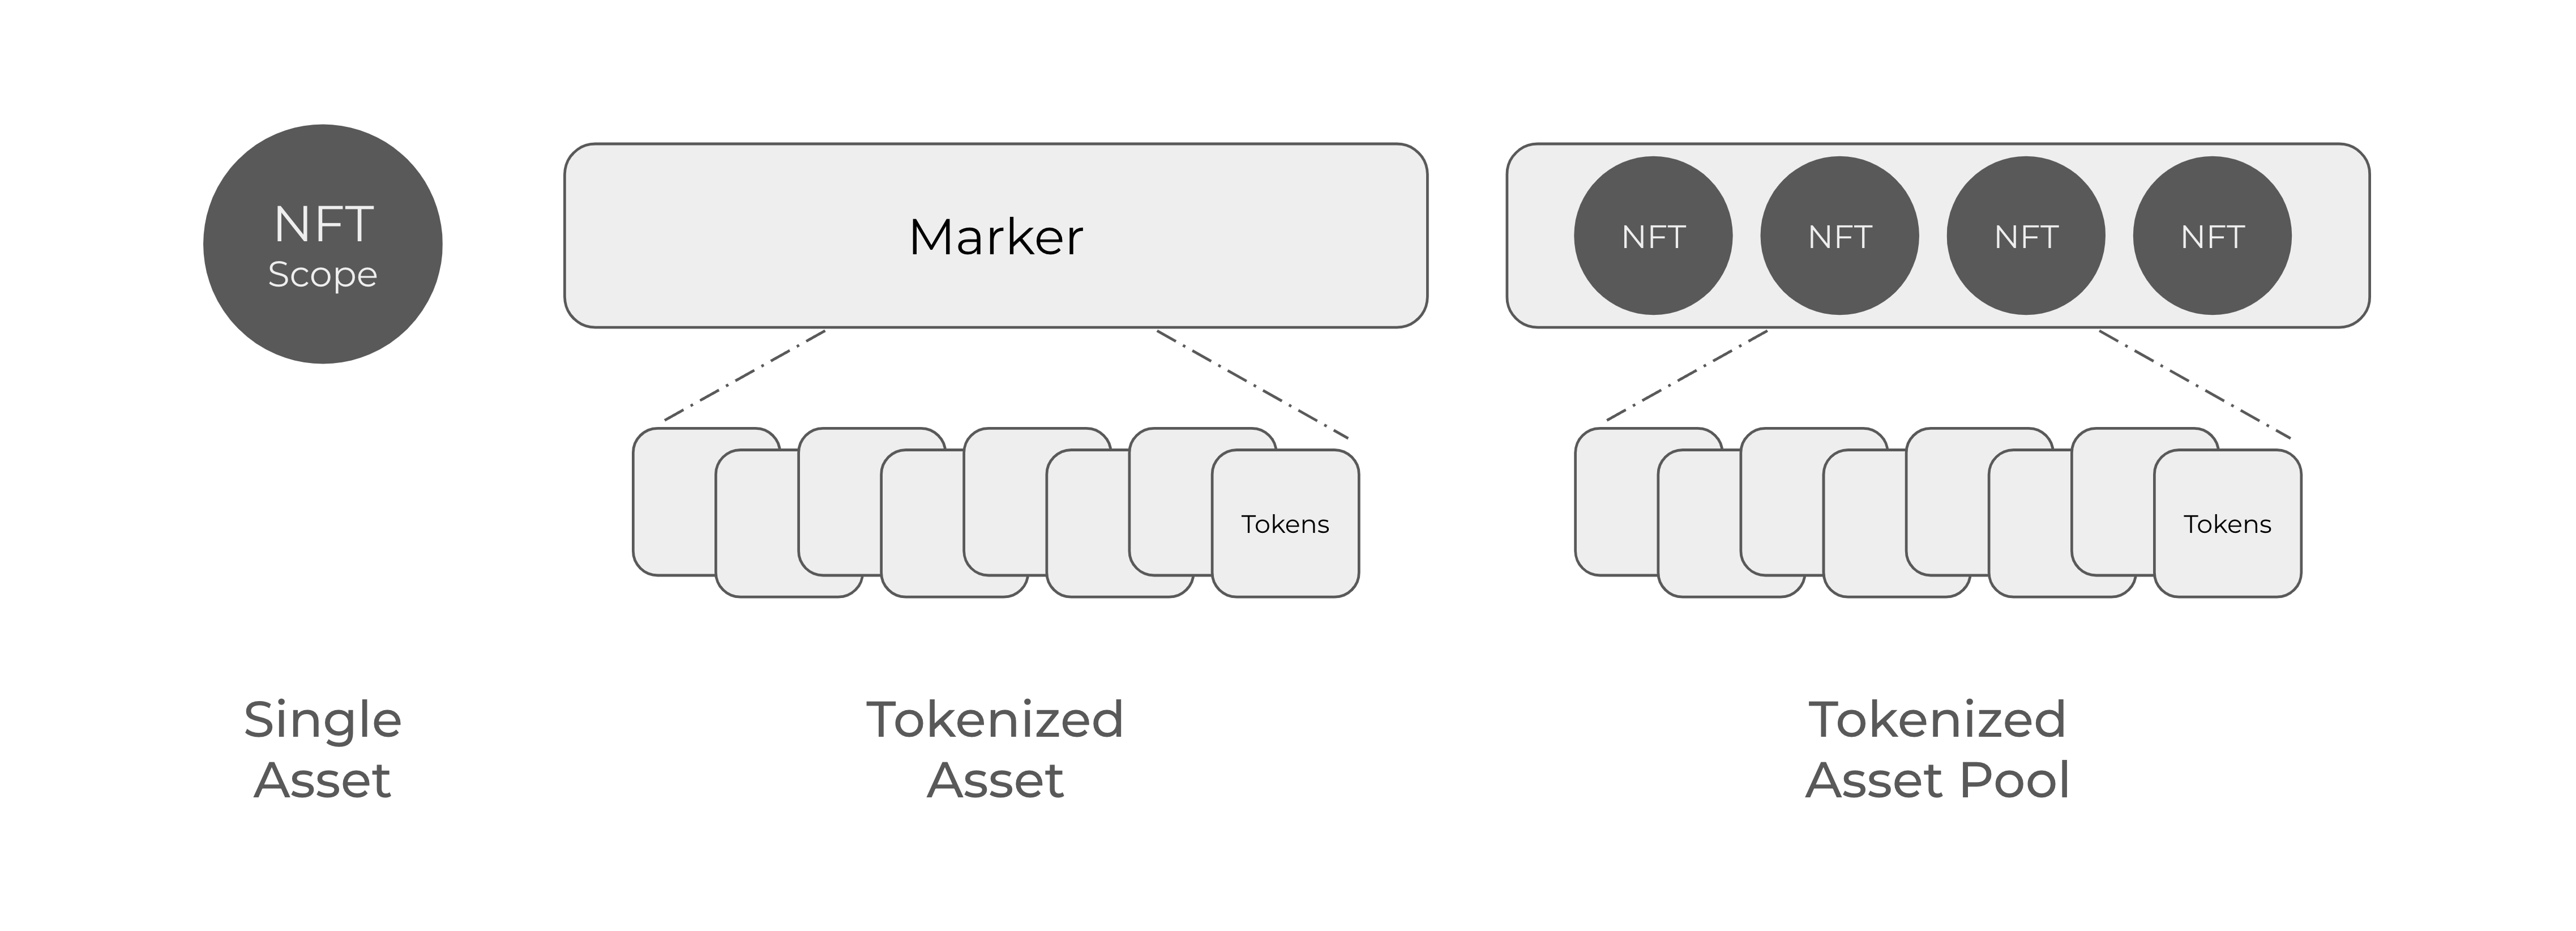 NFT
Scope
Marker
NFT
NFT
NFT
NFT
Tokens
Tokens
Single
Asset
Tokenized
Asset
Tokenized
Asset Pool